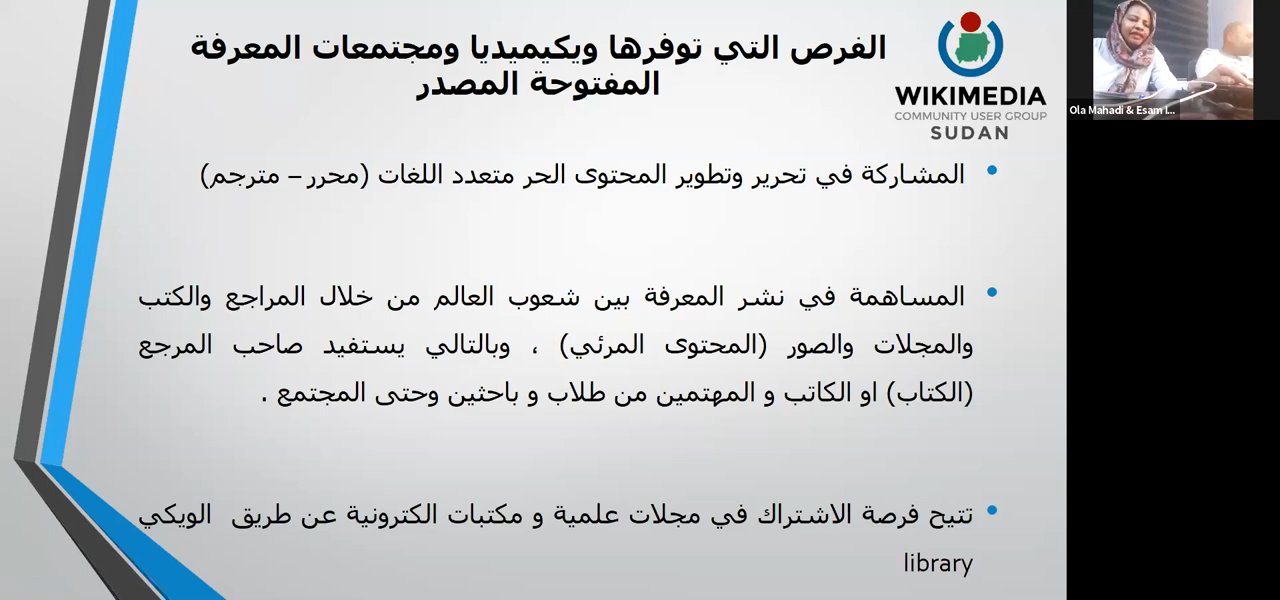 الفرص التي توفرها ويكيميديا ومجتمعات المعرفة
المفتوحة المصدر
WIKIMEDIA
COMMUNITY USER GROUP
SUDAN
Ola Mahadi & Esam I...
• المشاركة في تحرير وتطوير المحتوى الحر متعدد اللغات (محرر – مترجم)
• المساهمة في نشر المعرفة بين شعوب العالم من خلال المراجع والكتب
والمجلات والصور (المحتوى المرئي) ، وبالتالي يستفيد صاحب المرجع
(الكتاب) او الكاتب و المهتمين من طلاب و باحثين وحتى المجتمع .
• تتيح فرصة الاشتراك في مجلات علمية و مكتبات الكترونية عن طريق الويكي
library